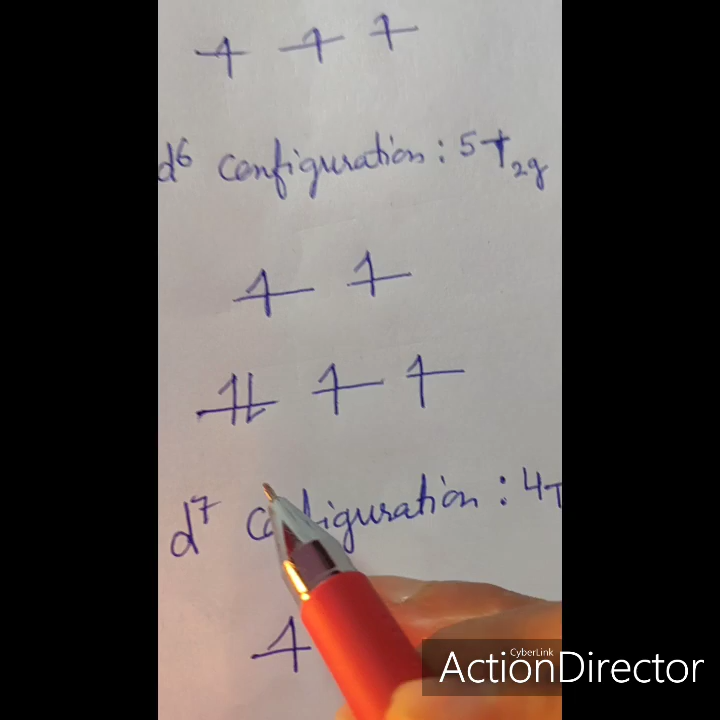 d6 configuration : 5T2g
d7 configuration : 4T
CyberLink
ActionDirector